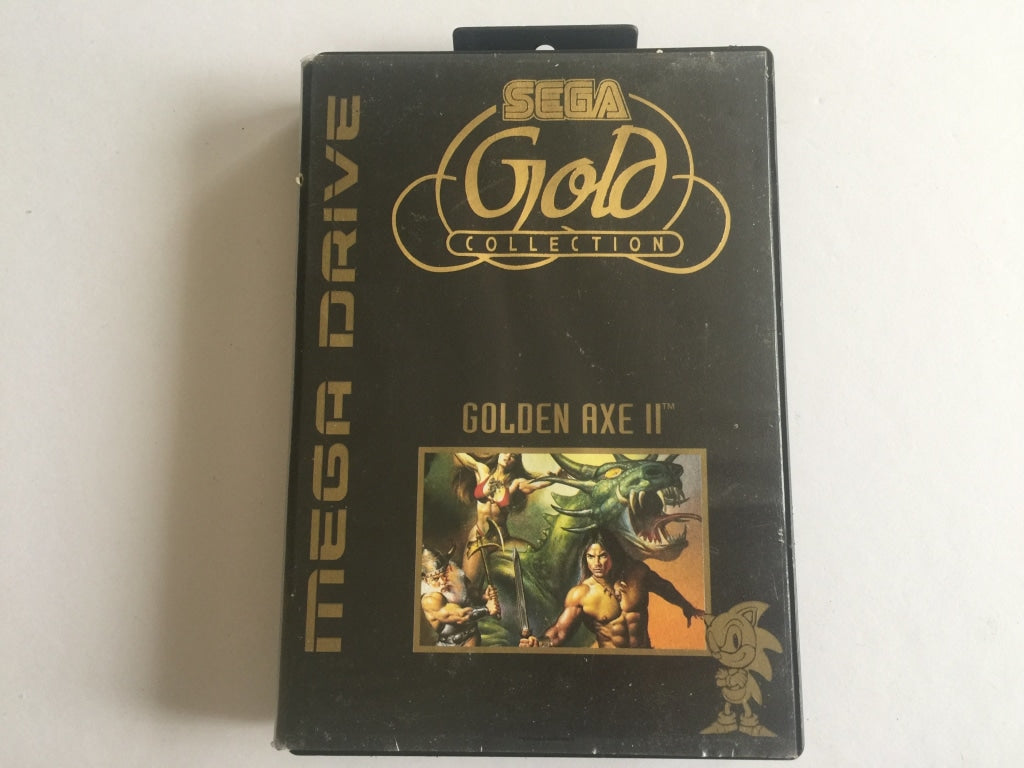 SEGA
Gold
COLLECTION
MEGA DRIVE
GOLDEN AXE II™